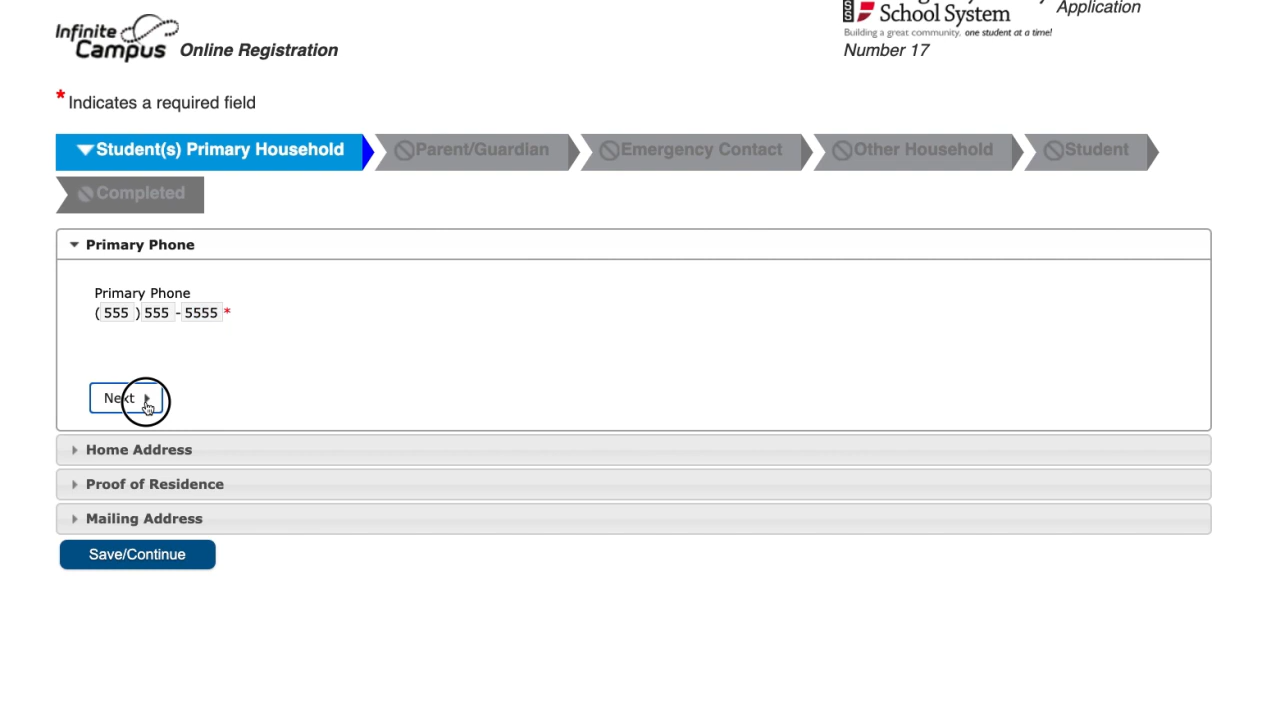 School System
Application
Building a great community, one student at a time!
Infinite Campus Online Registration
Number 17
* Indicates a required field
Student(s) Primary Household
Parent/Guardian
Emergency Contact
Other Household
Student
Completed
Primary Phone
Primary Phone
( 555 ) 555 - 5555 *
Next
Home Address
Proof of Residence
Mailing Address
Save/Continue